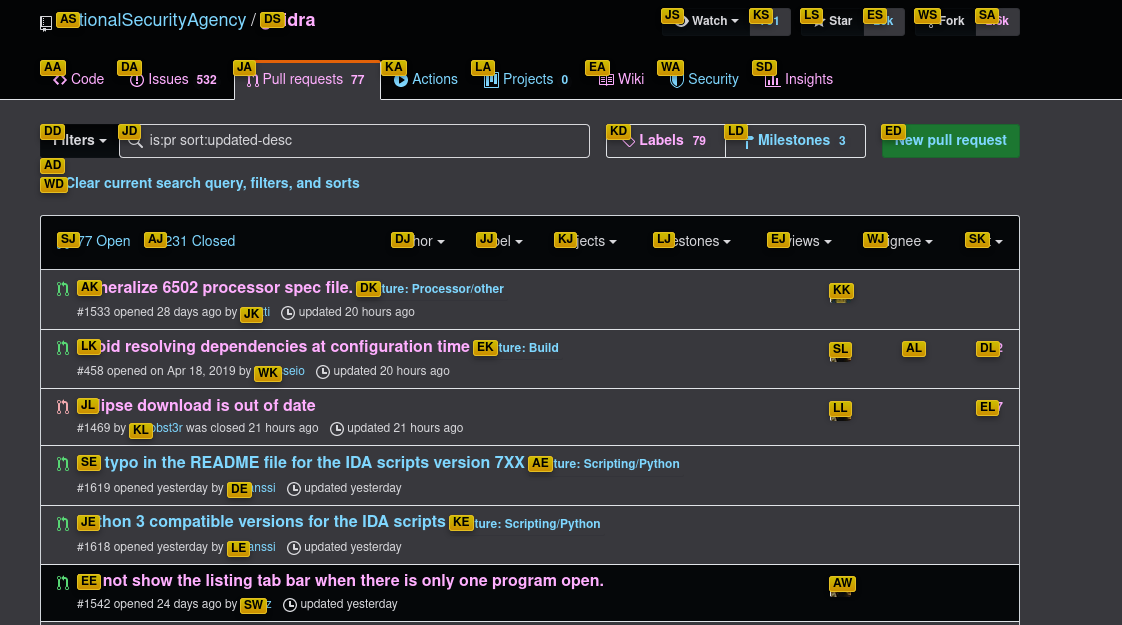 AS tionalSecurityAgency / DS dra JS Watch KS 1 LS Star ES k WS Fork SA k
AA Code DA Issues 532 JA Pull requests 77 KA Actions LA Projects 0 EA Wiki WA Security SD Insights
DD Filters JD is:pr sort:updated-desc KD Labels 79 LD Milestones 3 ED New pull request
AD
WD Clear current search query, filters, and sorts
SJ 77 Open AJ 231 Closed DJ hor JJ bel KJ jects LJ estones EJ views WJ gnee SK
AK neralize 6502 processor spec file. DK ture: Processor/other KK
#1533 opened 28 days ago by JK ti updated 20 hours ago
LK oid resolving dependencies at configuration time EK ture: Build SL AL DL 2
#458 opened on Apr 18, 2019 by WK seio updated 20 hours ago
JL ipse download is out of date LL EL 7
#1469 by KL obst3r was closed 21 hours ago updated 21 hours ago
SE typo in the README file for the IDA scripts version 7XX AE ture: Scripting/Python
#1619 opened yesterday by DE anssi updated yesterday
JE thon 3 compatible versions for the IDA scripts KE ture: Scripting/Python
#1618 opened yesterday by LE anssi updated yesterday
EE not show the listing tab bar when there is only one program open. AW
#1542 opened 24 days ago by SW z updated yesterday